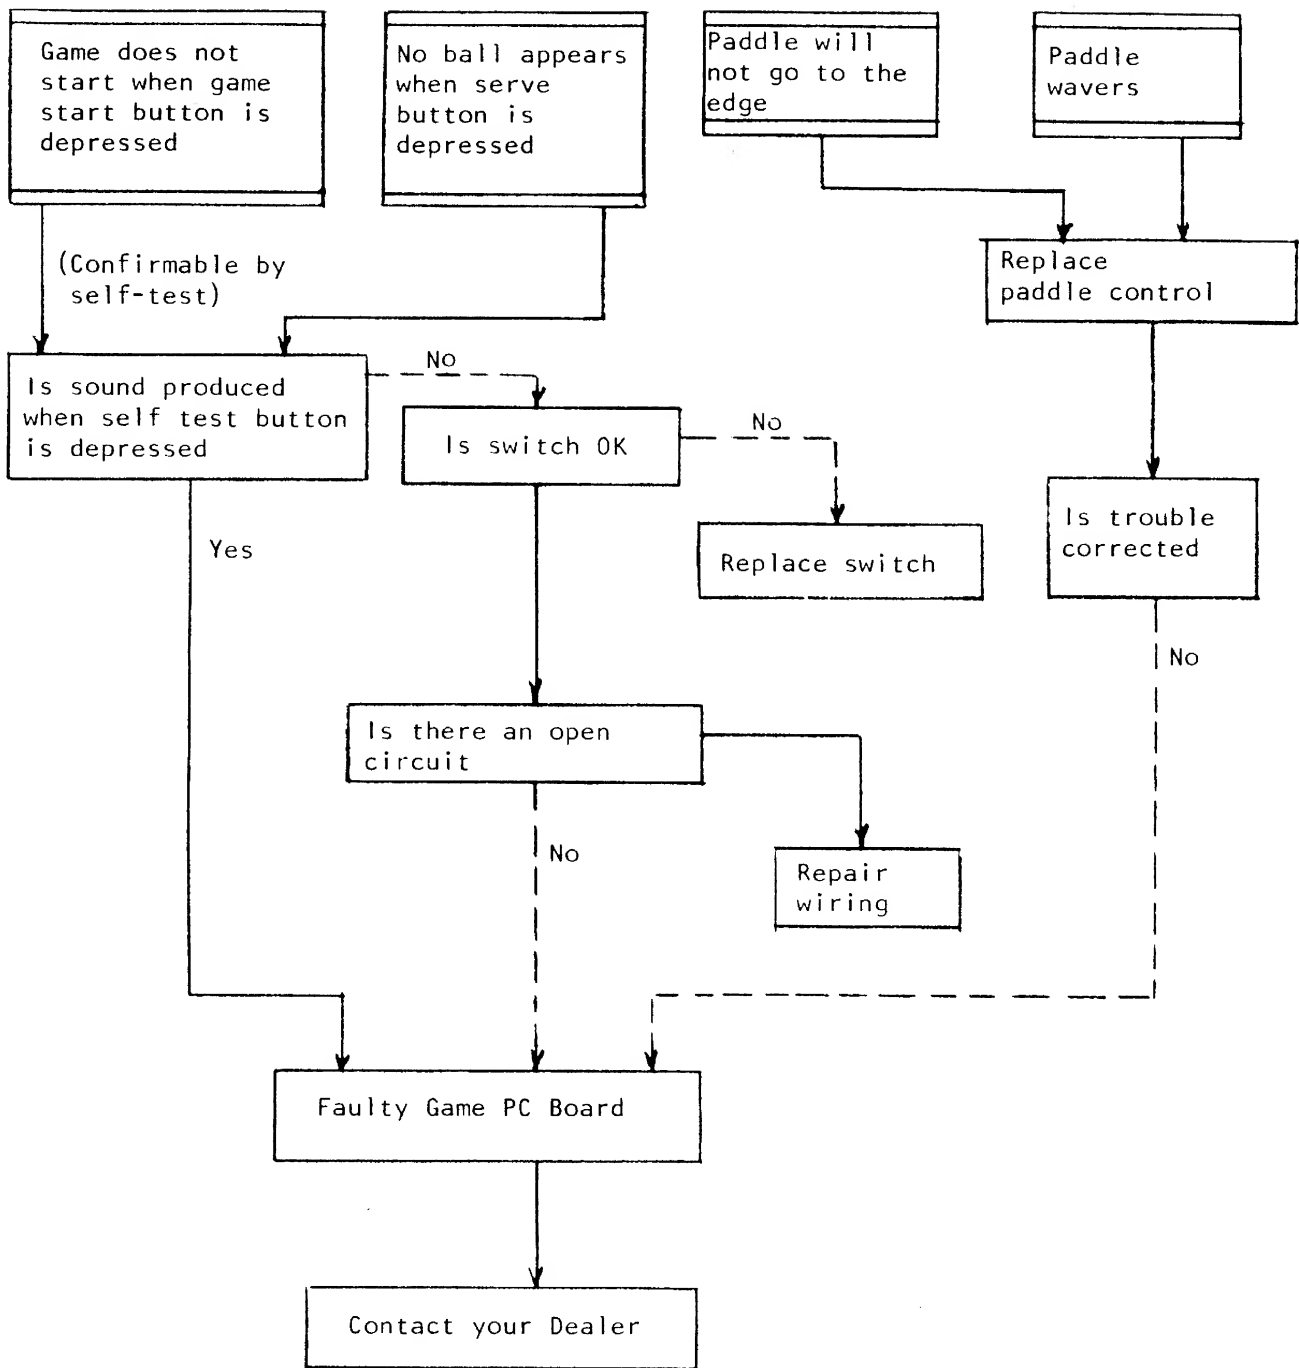 Game does not
start when game
start button is
depressed
No ball appears
when serve
button is
depressed
Paddle will
not go to the
edge
Paddle
wavers
(Confirmable by
self-test)
Replace
paddle control
Is sound produced
when self test button
is depressed
No
Is switch OK
No
Is trouble
corrected
Yes
Replace switch
No
Is there an open
circuit
No
Repair
wiring
Faulty Game PC Board
Contact your Dealer